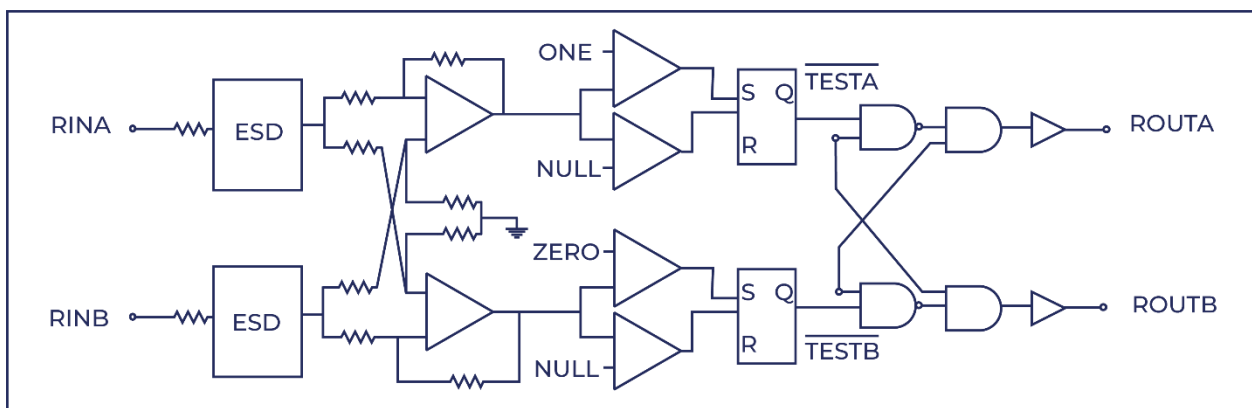 ONE
TESTA
S Q
RINA
ESD
ROUTA
R
NULL
ZERO
S Q
RINB
ESD
ROUTB
R
TESTB
NULL